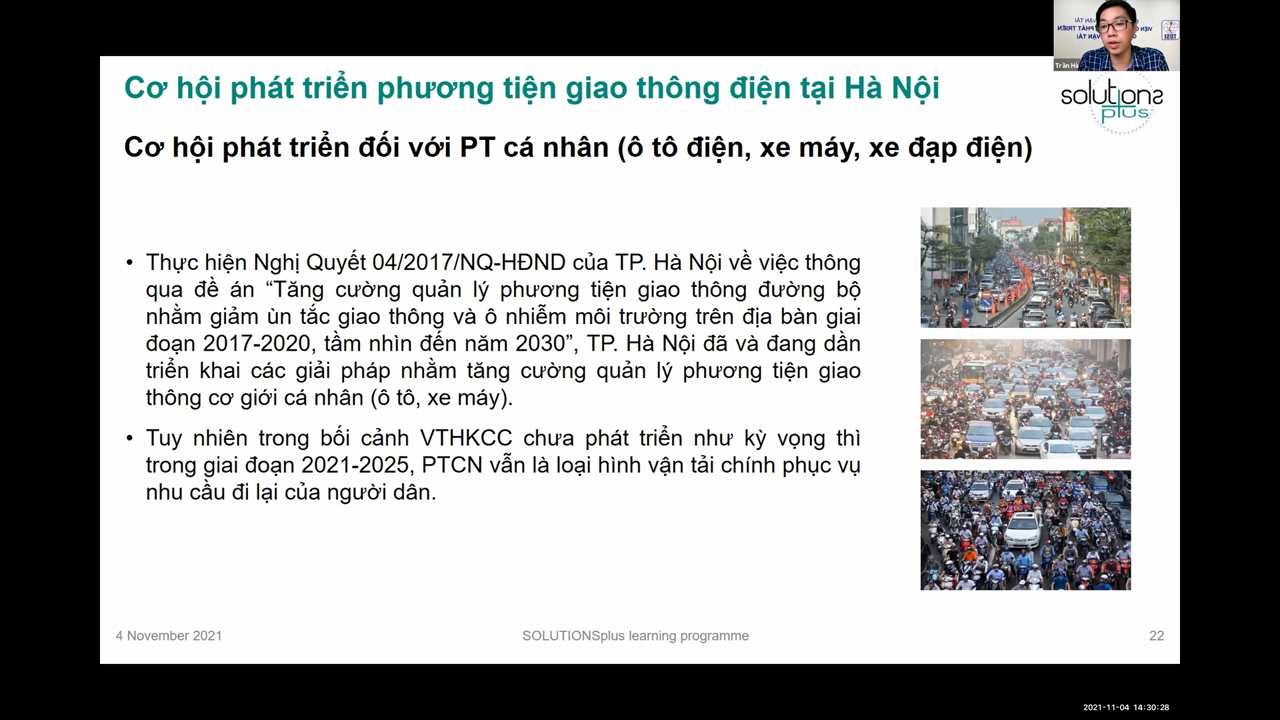 Cơ hội phát triển phương tiện giao thông điện tại Hà Nội
solutions
plus
Trần Hả
Cơ hội phát triển đối với PT cá nhân (ô tô điện, xe máy, xe đạp điện)
• Thực hiện Nghị Quyết 04/2017/NQ-HĐND của TP. Hà Nội về việc thông
qua đề án “Tăng cường quản lý phương tiện giao thông đường bộ
nhằm giảm ùn tắc giao thông và ô nhiễm môi trường trên địa bàn giai
đoạn 2017-2020, tầm nhìn đến năm 2030”, TP. Hà Nội đã và đang dần
triển khai các giải pháp nhằm tăng cường quản lý phương tiện giao
thông cơ giới cá nhân (ô tô, xe máy).
• Tuy nhiên trong bối cảnh VTHKCC chưa phát triển như kỳ vọng thì
trong giai đoạn 2021-2025, PTCN vẫn là loại hình vận tải chính phục vụ
nhu cầu đi lại của người dân.
4 November 2021
SOLUTIONSplus learning programme
22
2021-11-04 14:30:28